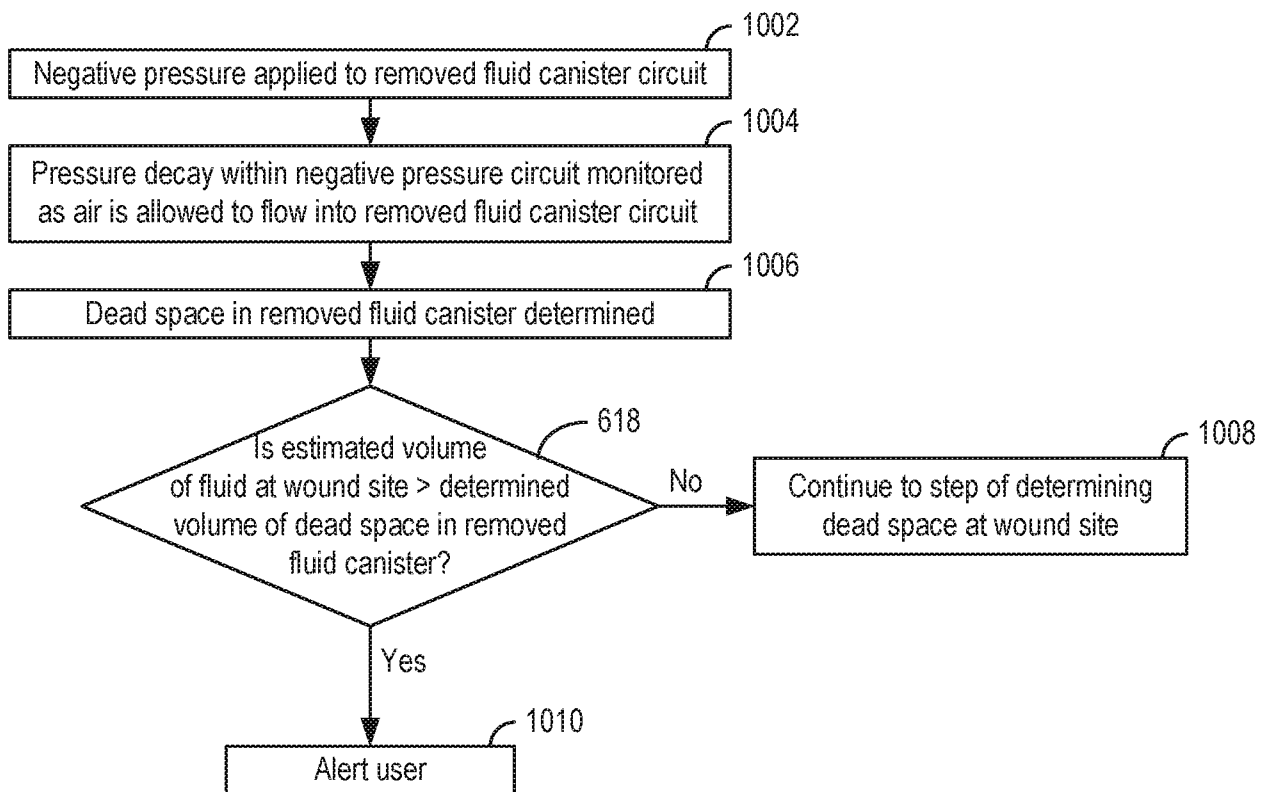 1002
Negative pressure applied to removed fluid canister circuit
1004
Pressure decay within negative pressure circuit monitored
as air is allowed to flow into removed fluid canister circuit
1006
Dead space in removed fluid canister determined
618
Is estimated volume
of fluid at wound site > determined
volume of dead space in removed
fluid canister?
No
1008
Continue to step of determining
dead space at wound site
Yes
1010
Alert user